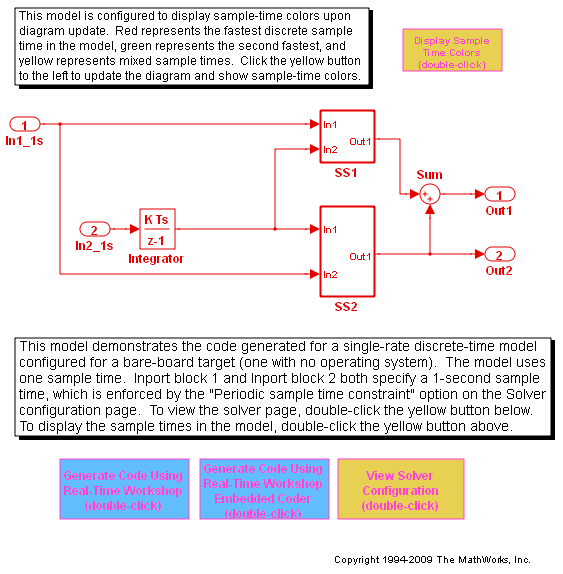 This model is configured to display sample-time colors upon
diagram update.  Red represents the fastest discrete sample
time in the model, green represents the second fastest, and
yellow represents mixed sample times.  Click the yellow button
to the left to update the diagram and show sample-time colors.
Display Sample
Time Colors
(double-click)
1
In1_1s
In1
In2
Out1
SS1
Sum
++
1
Out1
2
In2_1s
K Ts
z-1
Integrator
In1
In2
Out1
SS2
2
Out2
This model demonstrates the code generated for a single-rate discrete-time model
configured for a bare-board target (one with no operating system).  The model uses
one sample time.  Inport block 1 and Inport block 2 both specify a 1-second sample
time, which is enforced by the "Periodic sample time constraint" option on the Solver
configuration page.  To view the solver page, double-click the yellow button below.
To display the sample times in the model, double-click the yellow button above.
Generate Code Using
Real-Time Workshop
(double-click)
Generate Code Using
Real-Time Workshop
Embedded Coder
(double-click)
View Solver
Configuration
(double-click)
Copyright 1994-2009 The MathWorks, Inc.